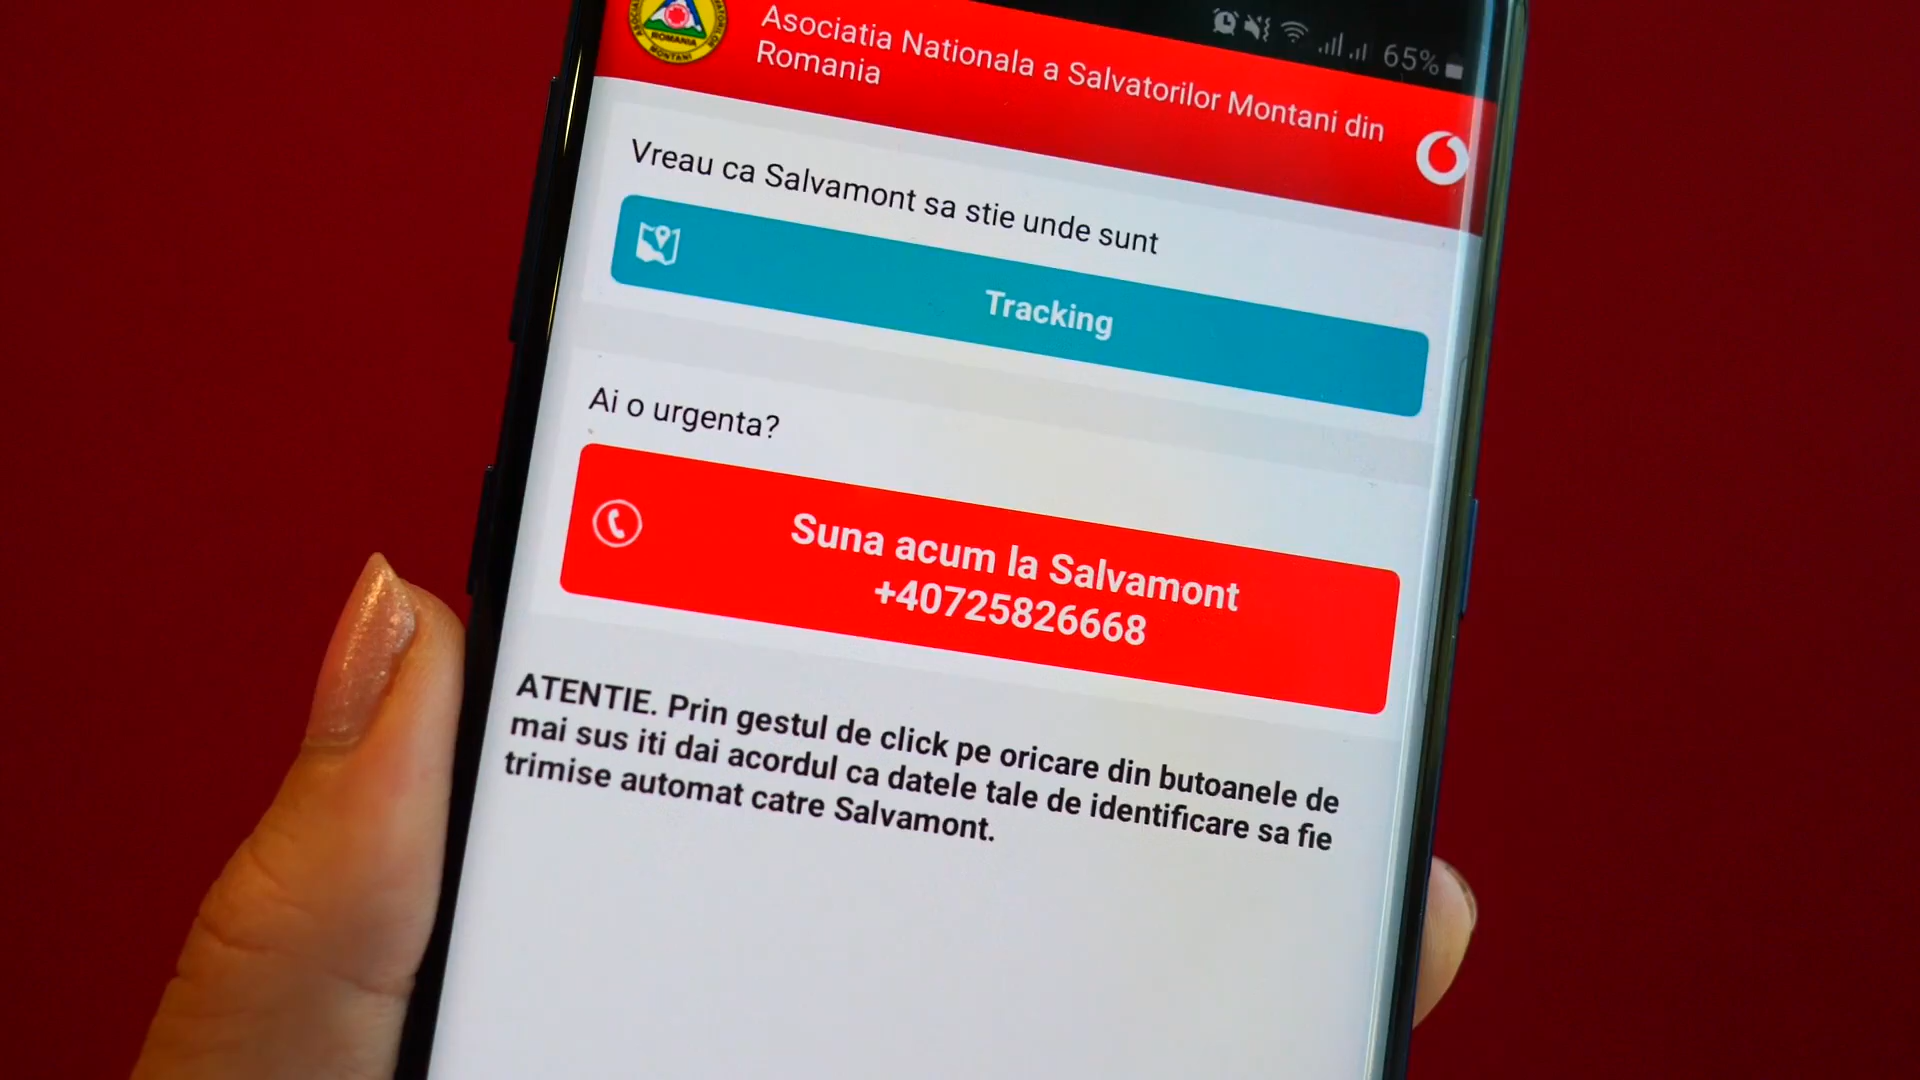 65%
Asociatia Nationala a Salvatorilor Montani din
Romania
ROMANIA
MONTANI
Vreau ca Salvamont sa stie unde sunt
Tracking
Ai o urgenta?
Suna acum la Salvamont
+40725826668
ATENTIE. Prin gestul de click pe oricare din butoanele de
mai sus iti dai acordul ca datele tale de identificare sa fie
trimise automat catre Salvamont.